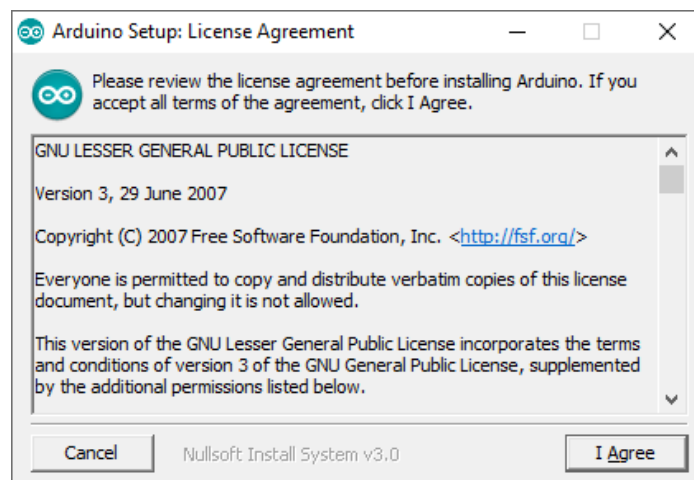 Arduino Setup: License Agreement
Please review the license agreement before installing Arduino. If you
accept all terms of the agreement, click I Agree.
GNU LESSER GENERAL PUBLIC LICENSE
Version 3, 29 June 2007
Copyright (C) 2007 Free Software Foundation, Inc. <http://fsf.org/>
Everyone is permitted to copy and distribute verbatim copies of this license
document, but changing it is not allowed.
This version of the GNU Lesser General Public License incorporates the terms
and conditions of version 3 of the GNU General Public License, supplemented
by the additional permissions listed below.
Cancel
Nullsoft Install System v3.0
I Agree